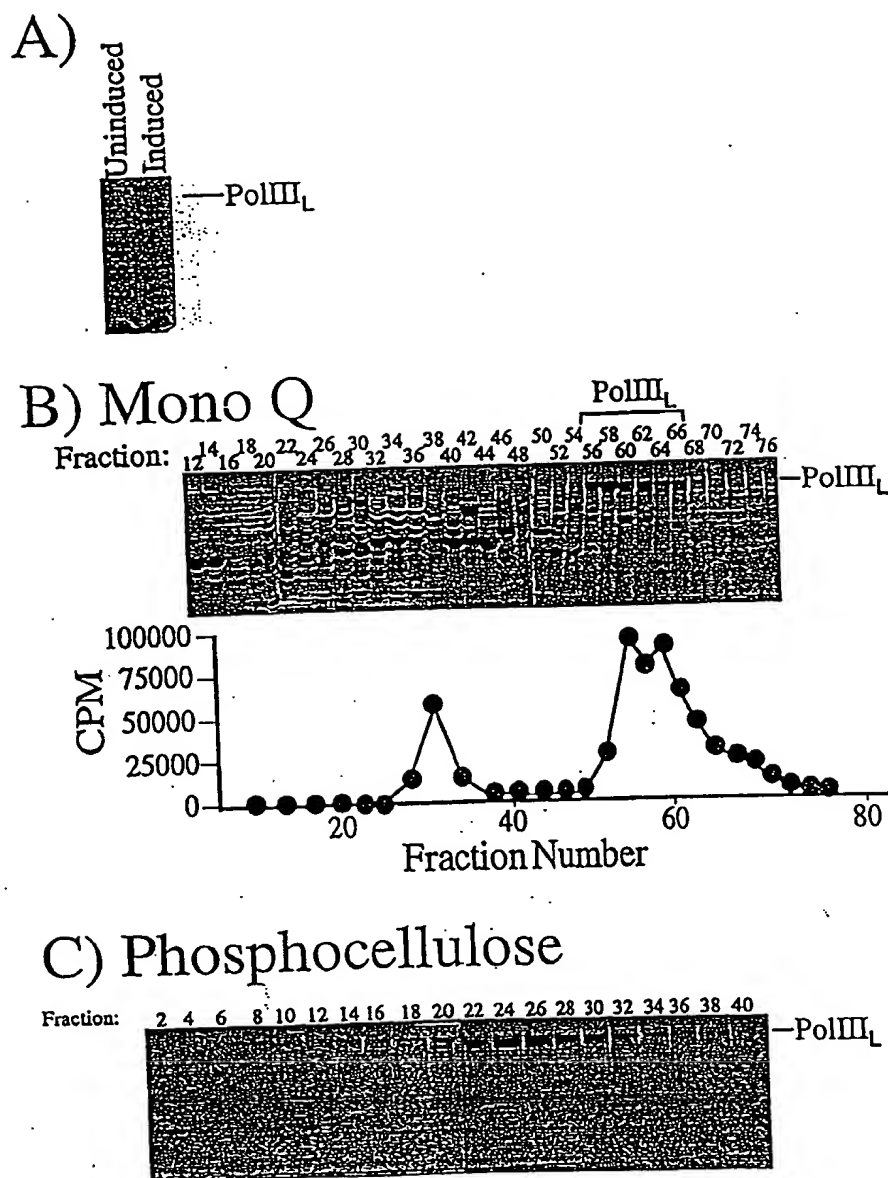 A)
Uninduced
Induced
PolIII_L
B) Mono Q
PolIII_L
Fraction: 12 14 16 18 20 22 24 26 28 30 32 34 36 38 40 42 44 46 48 50 52 54 56 58 60 62 64 66 68 70 72 74 76
PolIII_L
100000
75000
50000
25000
0
CPM
20 40 60 80
Fraction Number
C) Phosphocellulose
Fraction: 2 4 6 8 10 12 14 16 18 20 22 24 26 28 30 32 34 36 38 40
PolIII_L